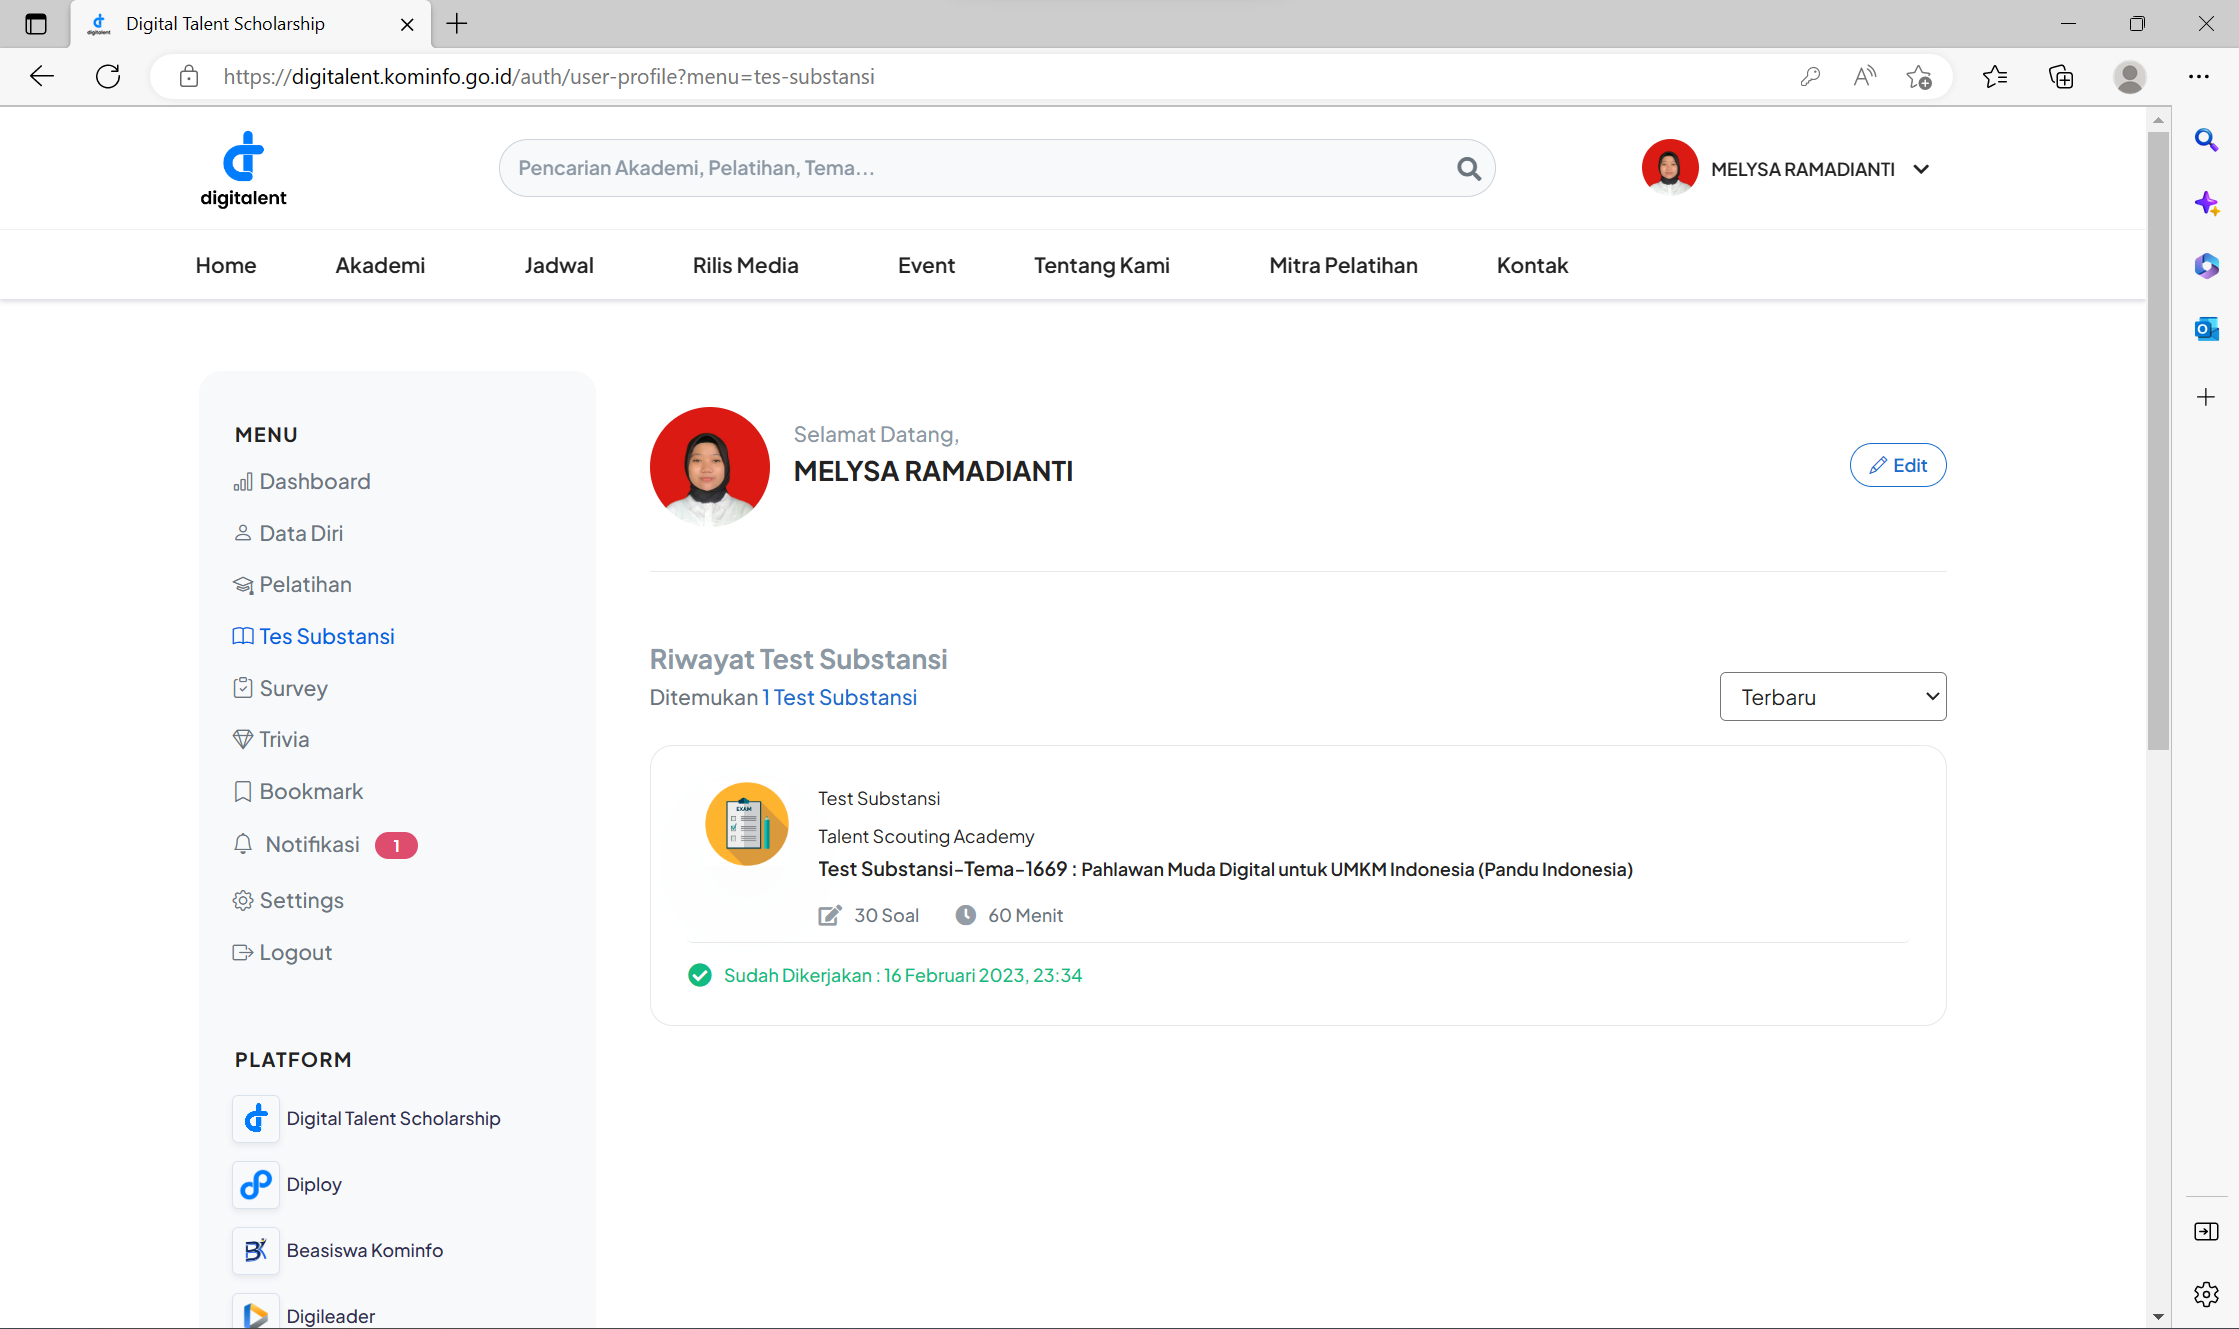 Digital Talent Scholarship
https://digitalent.kominfo.go.id/auth/user-profile?menu=tes-substansi
digitalent
Pencarian Akademi, Pelatihan, Tema...
MELYSA RAMADIANTI
Home Akademi Jadwal Rilis Media Event Tentang Kami Mitra Pelatihan Kontak
MENU
Dashboard
Data Diri
Pelatihan
Tes Substansi
Survey
Trivia
Bookmark
Notifikasi 1
Settings
Logout
PLATFORM
Digital Talent Scholarship
Diploy
Beasiswa Kominfo
Digileader
Selamat Datang,
MELYSA RAMADIANTI
Edit
Riwayat Test Substansi
Ditemukan 1 Test Substansi
Terbaru
EXAM
Test Substansi
Talent Scouting Academy
Test Substansi-Tema-1669 : Pahlawan Muda Digital untuk UMKM Indonesia (Pandu Indonesia)
30 Soal 60 Menit
Sudah Dikerjakan : 16 Februari 2023, 23:34